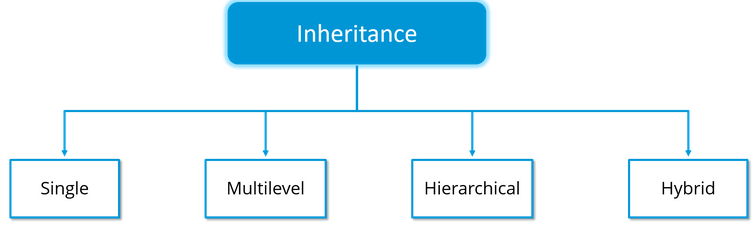 Inheritance
Single
Multilevel
Hierarchical
Hybrid